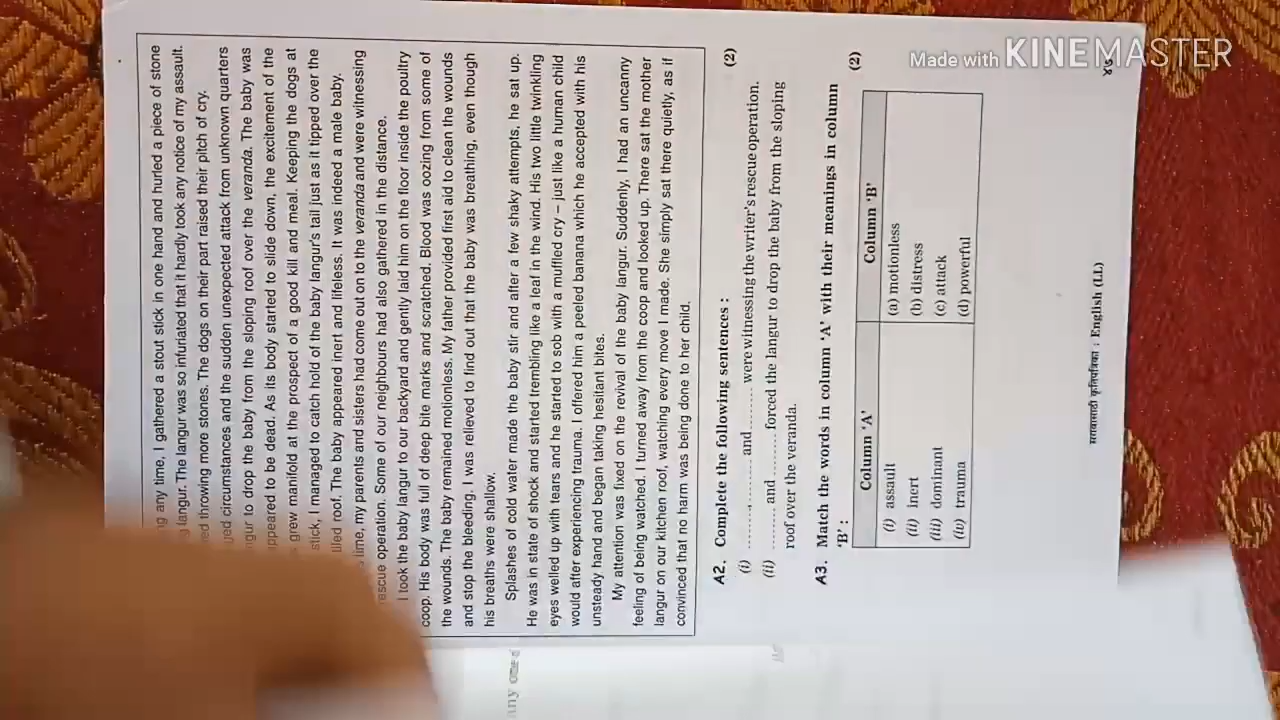 ng any time, I gathered a stout stick in one hand and hurled a piece of stone
langur. The langur was so infuriated that it hardly took any notice of my assault.
ed throwing more stones. The dogs on their part raised their pitch of cry.
ged circumstances and the sudden unexpected attack from unknown quarters
ngur to drop the baby from the sloping roof over the veranda. The baby was
ppeared to be dead. As its body started to slide down, the excitement of the
grew manifold at the prospect of a good kill and meal. Keeping the dogs at
stick, I managed to catch hold of the baby langur's tail just as it tipped over the
tiled roof. The baby appeared inert and lifeless. It was indeed a male baby.
time, my parents and sisters had come out on to the veranda and were witnessing
rescue operation. Some of our neighbours had also gathered in the distance.
I took the baby langur to our backyard and gently laid him on the floor inside the poultry
coop. His body was full of deep bite marks and scratched. Blood was oozing from some of
the wounds. The baby remained motionless. My father provided first aid to clean the wounds
and stop the bleeding. I was relieved to find out that the baby was breathing, even though
his breaths were shallow.
Splashes of cold water made the baby stir and after a few shaky attempts, he sat up.
He was in state of shock and started trembling like a leaf in the wind. His two little twinkling
eyes welled up with tears and he started to sob with a muffled cry – just like a human child
would after experiencing trauma. I offered him a peeled banana which he accepted with his
unsteady hand and began taking hesitant bites.
My attention was fixed on the revival of the baby langur. Suddenly, I had an uncanny
feeling of being watched. I turned away from the coop and looked up. There sat the mother
langur on our kitchen roof, watching every move I made. She simply sat there quietly, as if
convinced that no harm was being done to her child.
A2. Complete the following sentences : (2)
(i) .................. and .................. were witnessing the writer's rescue operation.
(ii) .................. and .................. forced the langur to drop the baby from the sloping
roof over the veranda.
A3. Match the words in column 'A' with their meanings in column
'B' : (2)
Column 'A' Column 'B'
(i) assault (a) motionless
(ii) inert (b) distress
(iii) dominant (c) attack
(iv) trauma (d) powerful
सरावासाठी कृतिपत्रिका : English (LL)
Made with KINEMASTER